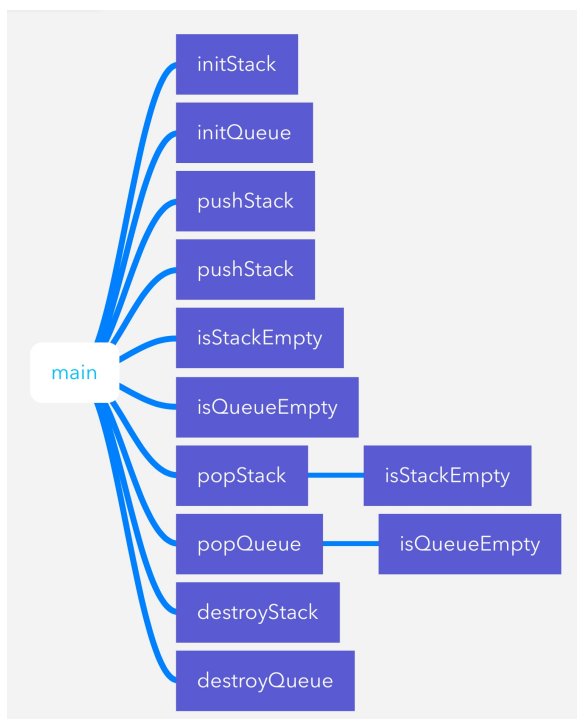 initStack
initQueue
pushStack
pushStack
isStackEmpty
main
isQueueEmpty
popStack
isStackEmpty
popQueue
isQueueEmpty
destroyStack
destroyQueue